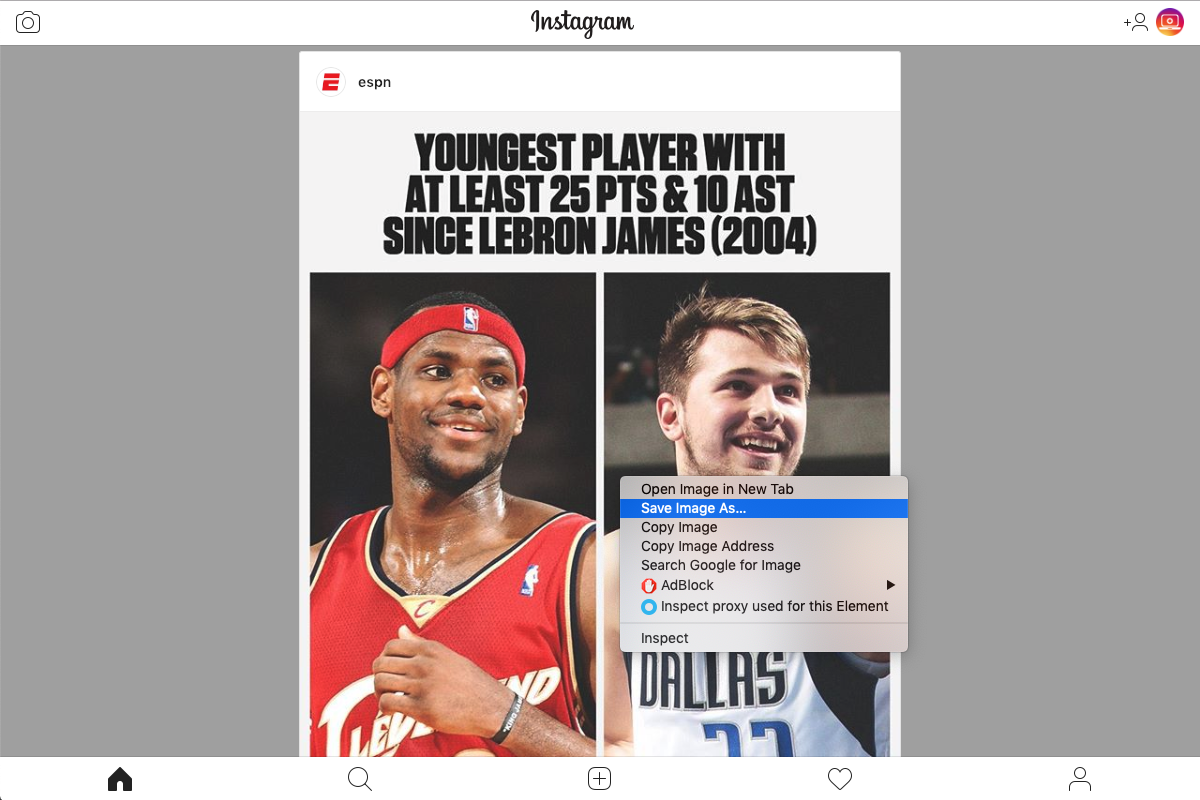 Instagram
espn
YOUNGEST PLAYER WITH
AT LEAST 25 PTS & 10 AST
SINCE LEBRON JAMES (2004)
Open Image in New Tab
Save Image As...
Copy Image
Copy Image Address
Search Google for Image
AdBlock
Inspect proxy used for this Element
Inspect
DALLAS